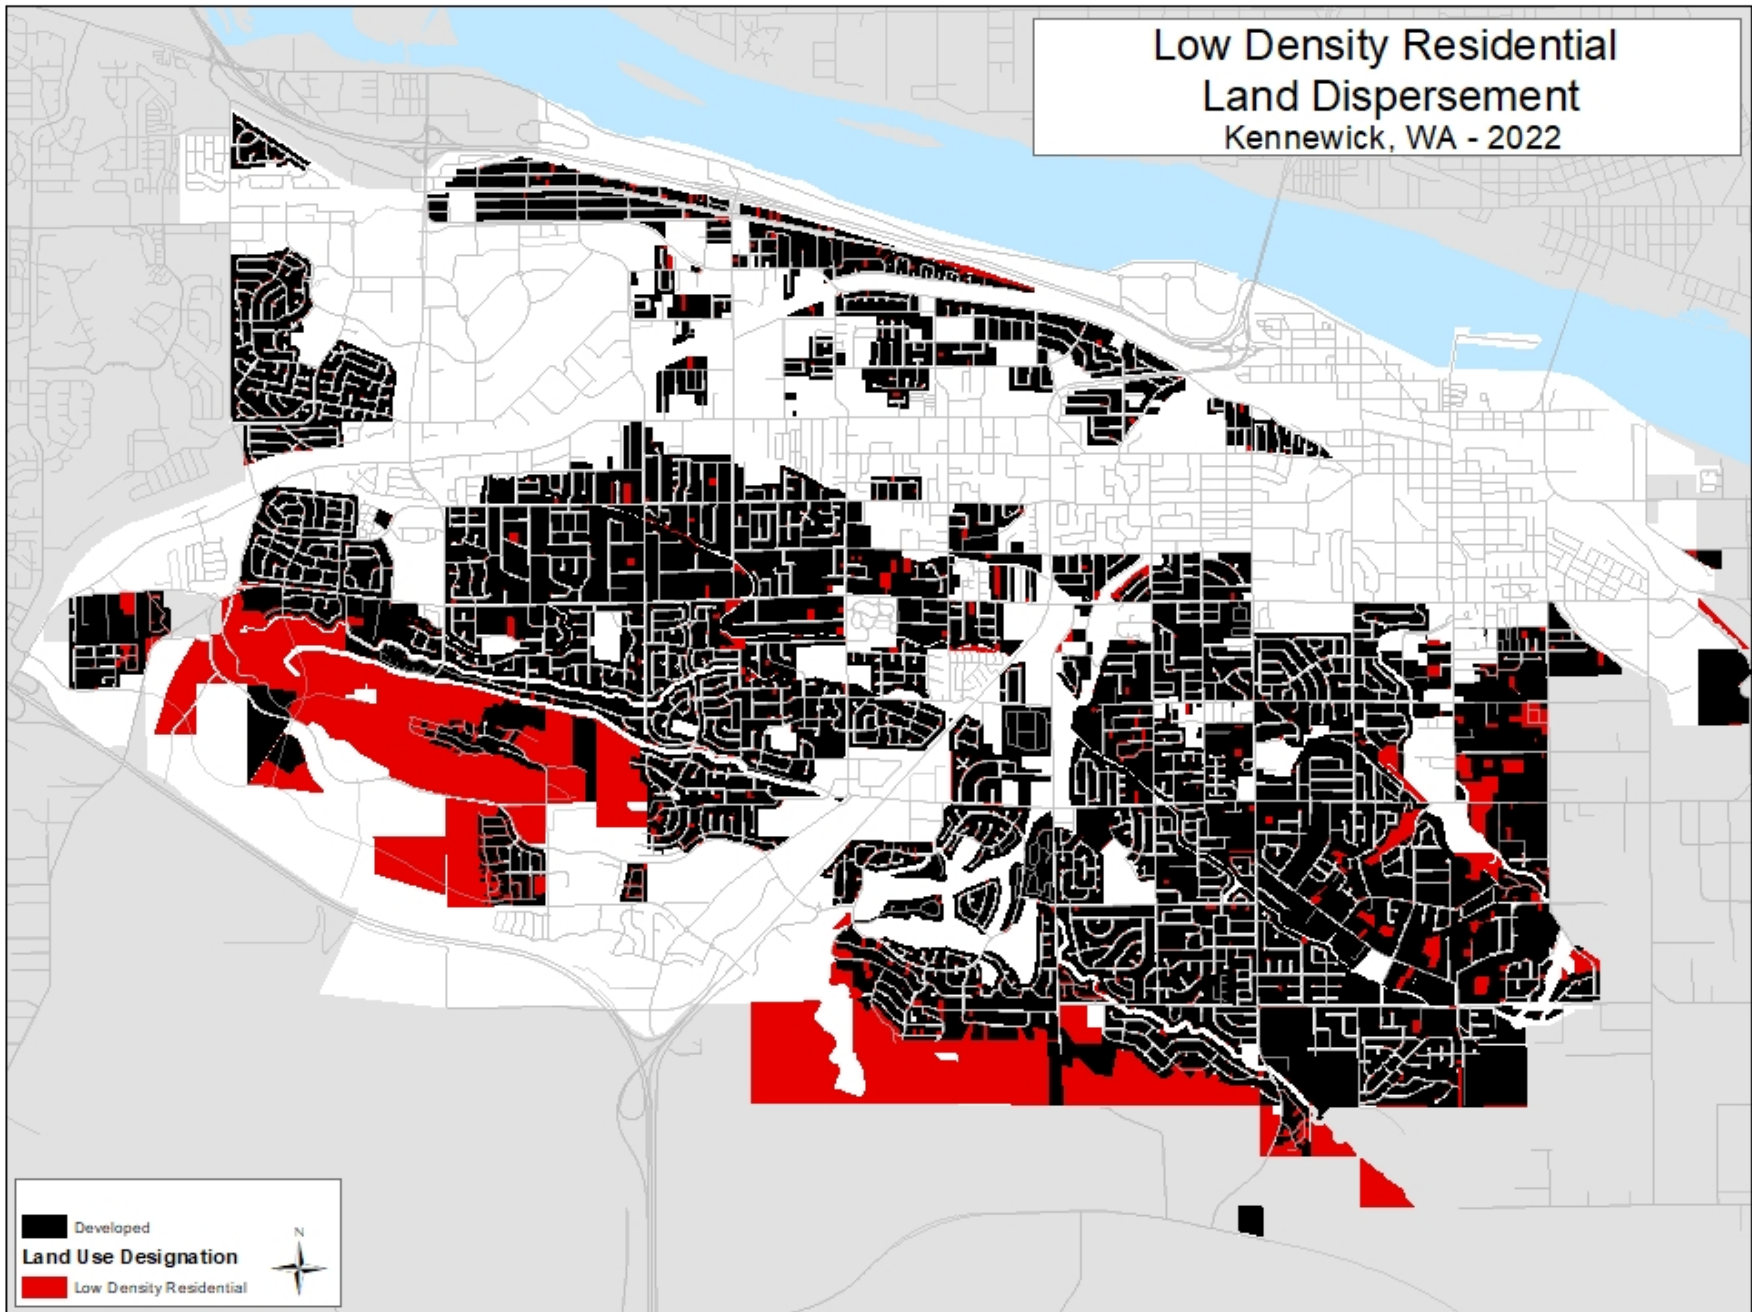 Low Density Residential
Land Dispersement
Kennewick, WA - 2022
Developed
N
Land Use Designation
Low Density Residential